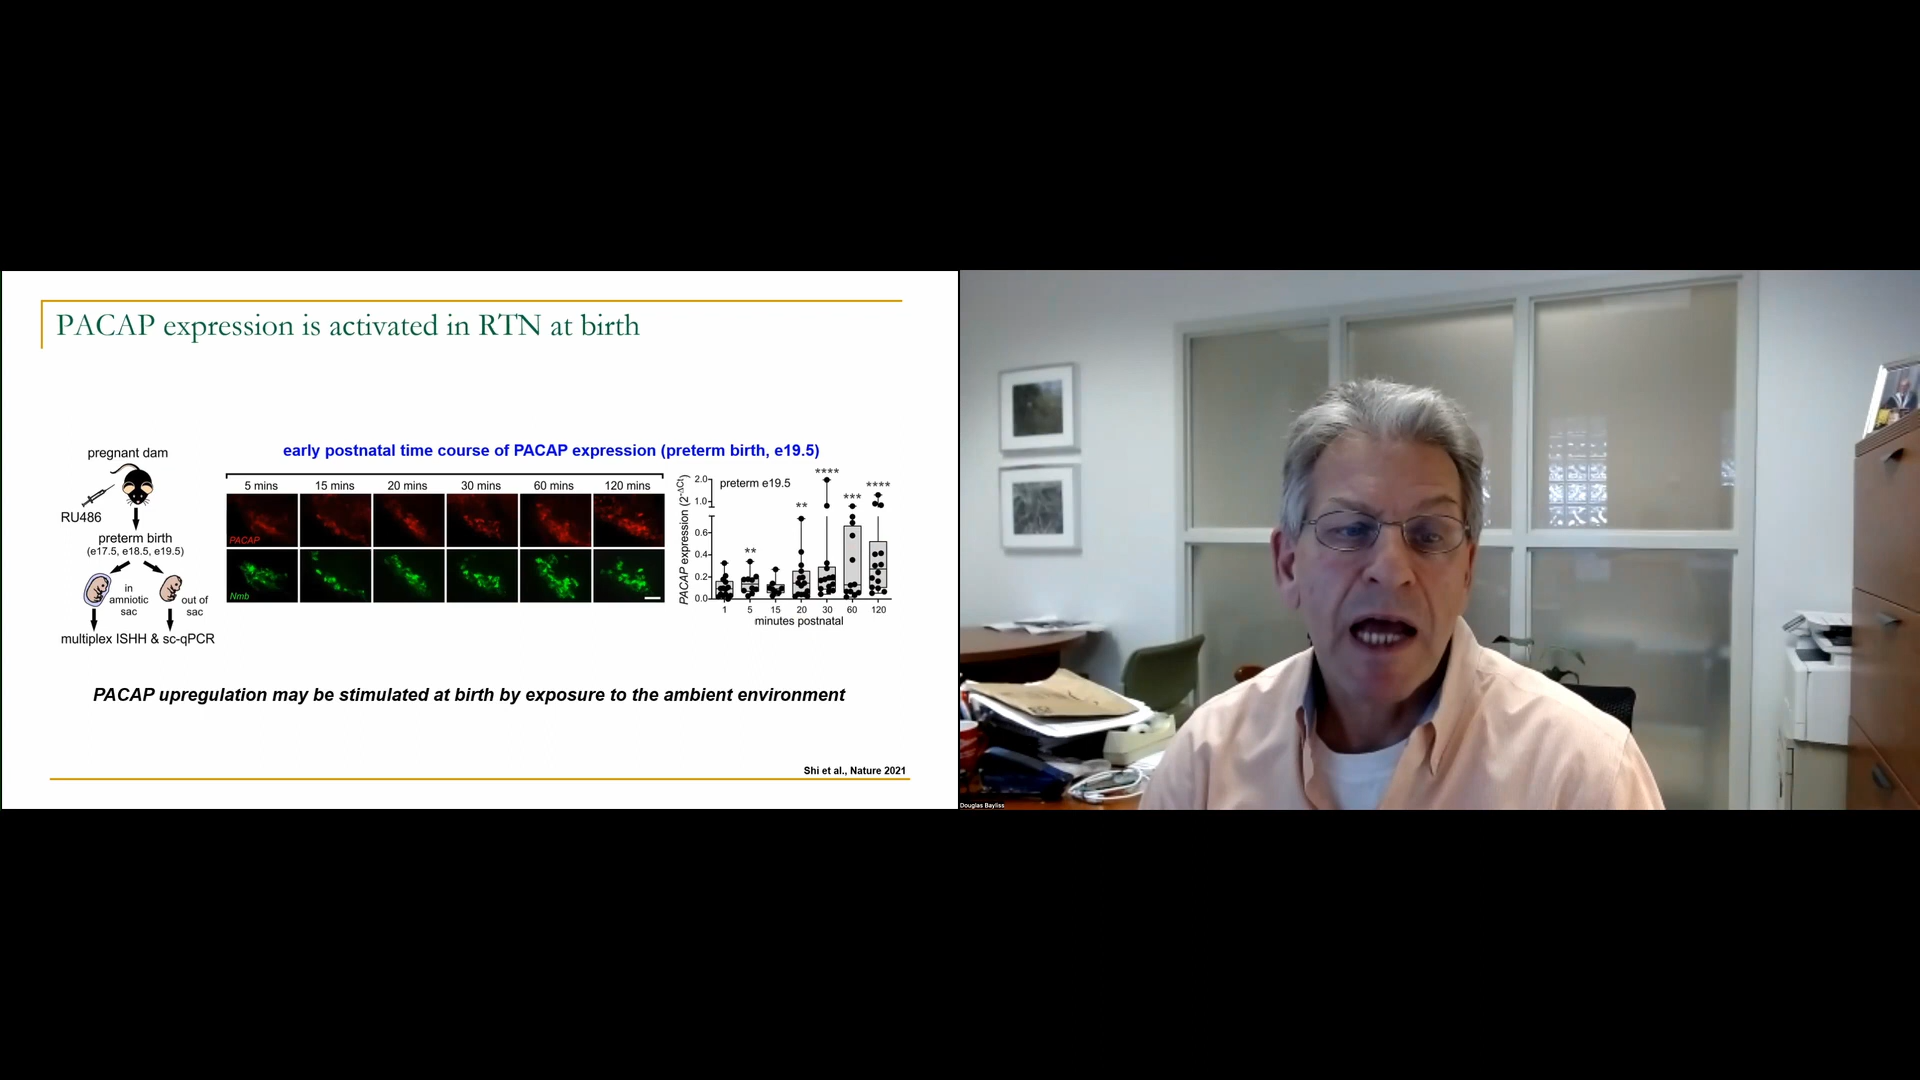 PACAP expression is activated in RTN at birth
pregnant dam
RU486
preterm birth
(e17.5, e18.5, e19.5)
in
amniotic
sac
out of
sac
multiplex ISHH & sc-qPCR
early postnatal time course of PACAP expression (preterm birth, e19.5)
5 mins 15 mins 20 mins 30 mins 60 mins 120 mins
PACAP
Nmb
PACAP expression (2^-ΔCt)
preterm e19.5
** ** **** *** ****
2.0
1.0
0.6
0.4
0.2
0.0
1 5 15 20 30 60 120
minutes postnatal
PACAP upregulation may be stimulated at birth by exposure to the ambient environment
Shi et al., Nature 2021
Douglas Bayliss